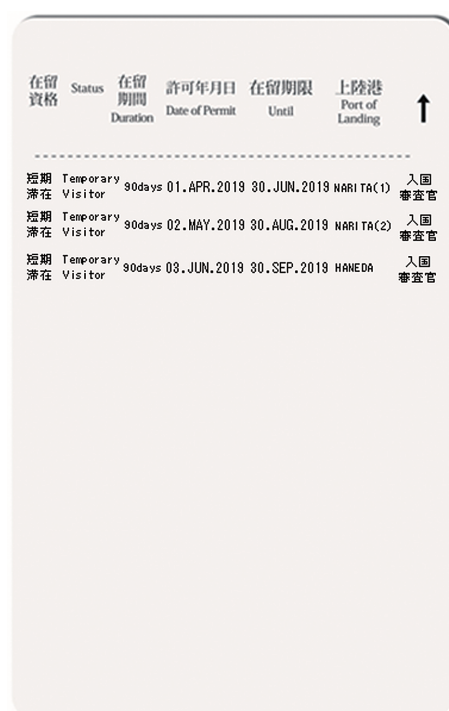 在留資格 Status 在留期間 Duration 許可年月日 Date of Permit 在留期限 Until 上陸港 Port of Landing ↑
短期滞在 Temporary Visitor 90days 01.APR.2019 30.JUN.2019 NARITA(1) 入国審査官
短期滞在 Temporary Visitor 90days 02.MAY.2019 30.AUG.2019 NARITA(2) 入国審査官
短期滞在 Temporary Visitor 90days 03.JUN.2019 30.SEP.2019 HANEDA 入国審査官